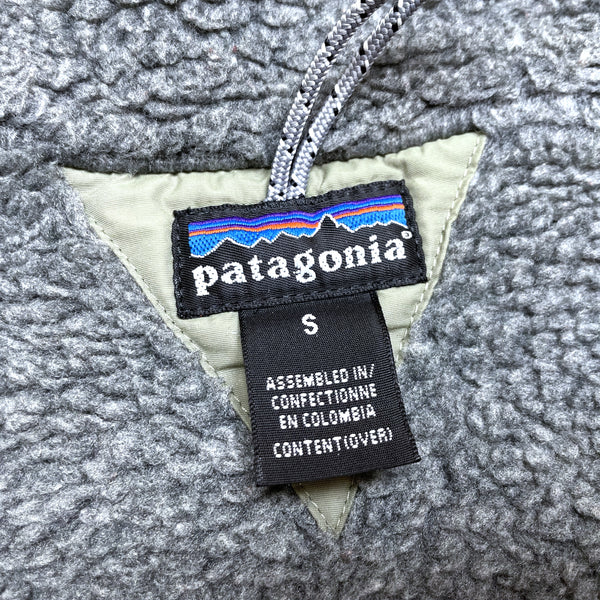 patagonia®
S
ASSEMBLED IN/
CONFECTIONNE
EN COLOMBIA
CONTENT(OVER)